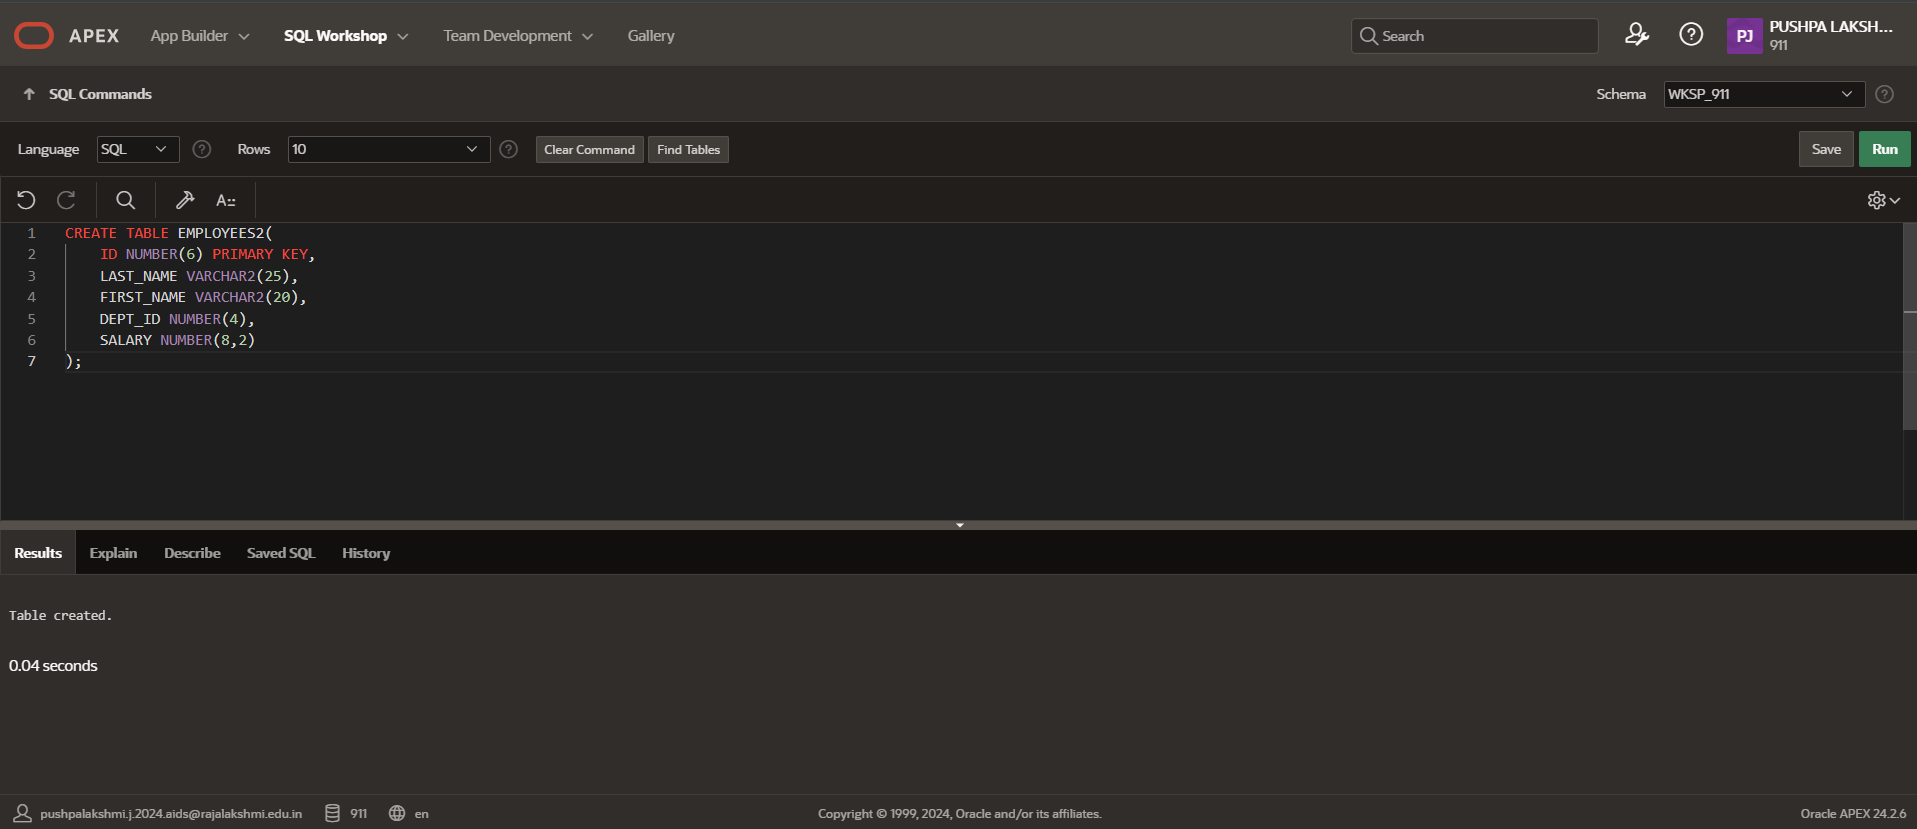 APEX App Builder SQL Workshop Team Development Gallery Search PJ PUSHPA LAKSH...
911
SQL Commands Schema WKSP_911
Language SQL Rows 10 Clear Command Find Tables Save Run
A::
1 CREATE TABLE EMPLOYEES2(
2 ID NUMBER(6) PRIMARY KEY,
3 LAST_NAME VARCHAR2(25),
4 FIRST_NAME VARCHAR2(20),
5 DEPT_ID NUMBER(4),
6 SALARY NUMBER(8,2)
7 );
Results Explain Describe Saved SQL History
Table created.
0.04 seconds
pushpalakshmi.j.2024.aids@rajalakshmi.edu.in 911 en Copyright © 1999, 2024, Oracle and/or its affiliates. Oracle APEX 24.2.6